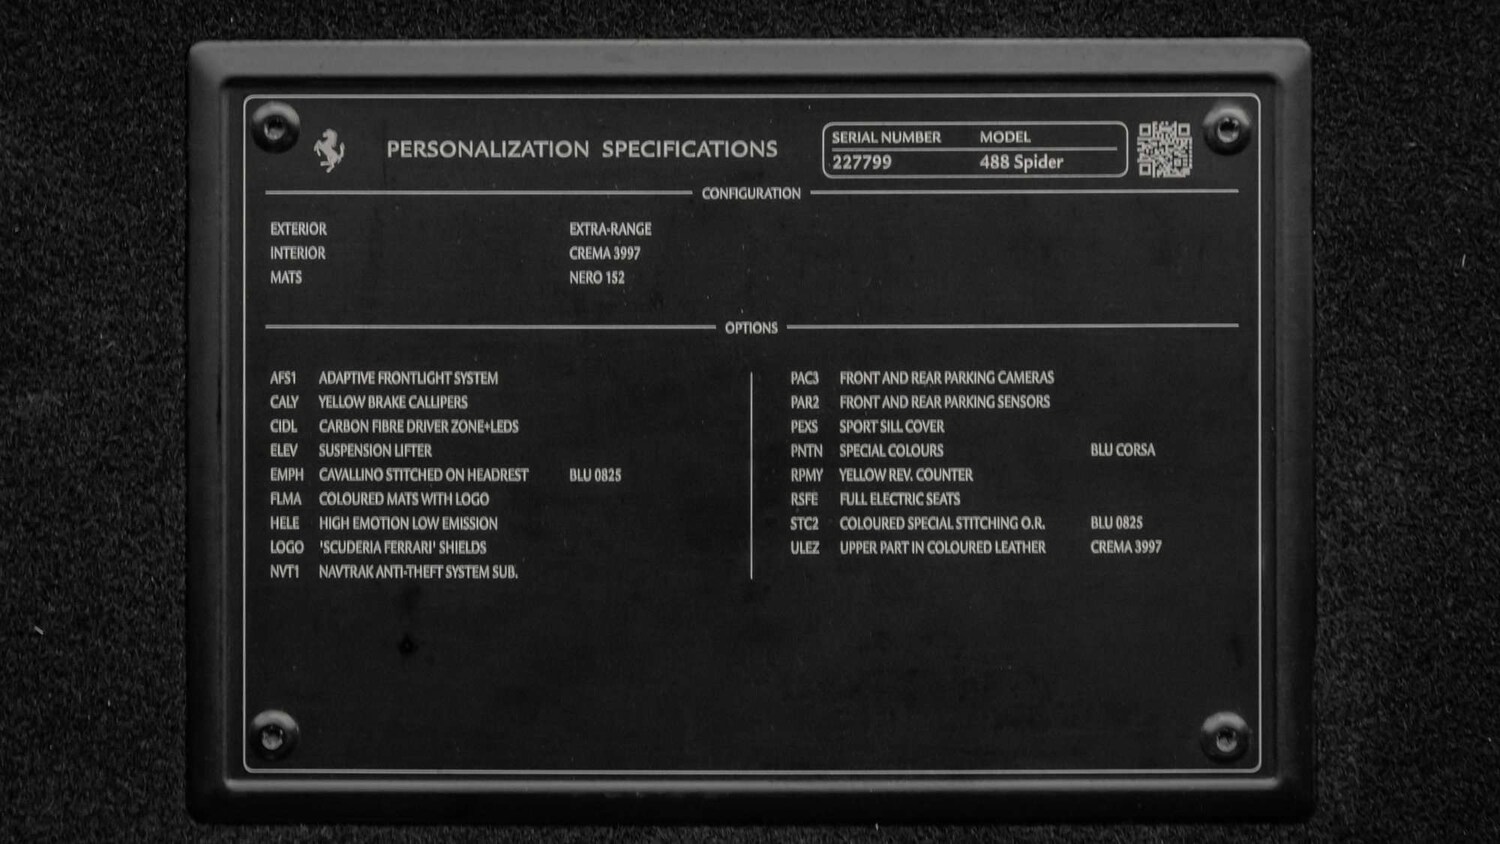 PERSONALIZATION SPECIFICATIONS
SERIAL NUMBER MODEL
227799 488 Spider
CONFIGURATION
EXTERIOR EXTRA-RANGE
INTERIOR CREMA 3997
MATS NERO 152
OPTIONS
AFS1 ADAPTIVE FRONTLIGHT SYSTEM
CALY YELLOW BRAKE CALLIPERS
CIDL CARBON FIBRE DRIVER ZONE+LEDS
ELEV SUSPENSION LIFTER
EMPH CAVALLINO STITCHED ON HEADREST BLU 0825
FLMA COLOURED MATS WITH LOGO
HELE HIGH EMOTION LOW EMISSION
LOGO 'SCUDERIA FERRARI' SHIELDS
NVT1 NAVTRAK ANTI-THEFT SYSTEM SUB.
PAC3 FRONT AND REAR PARKING CAMERAS
PAR2 FRONT AND REAR PARKING SENSORS
PEXS SPORT SILL COVER
PNTN SPECIAL COLOURS BLU CORSA
RPMY YELLOW REV. COUNTER
RSFE FULL ELECTRIC SEATS
STC2 COLOURED SPECIAL STITCHING O.R. BLU 0825
ULEZ UPPER PART IN COLOURED LEATHER CREMA 3997